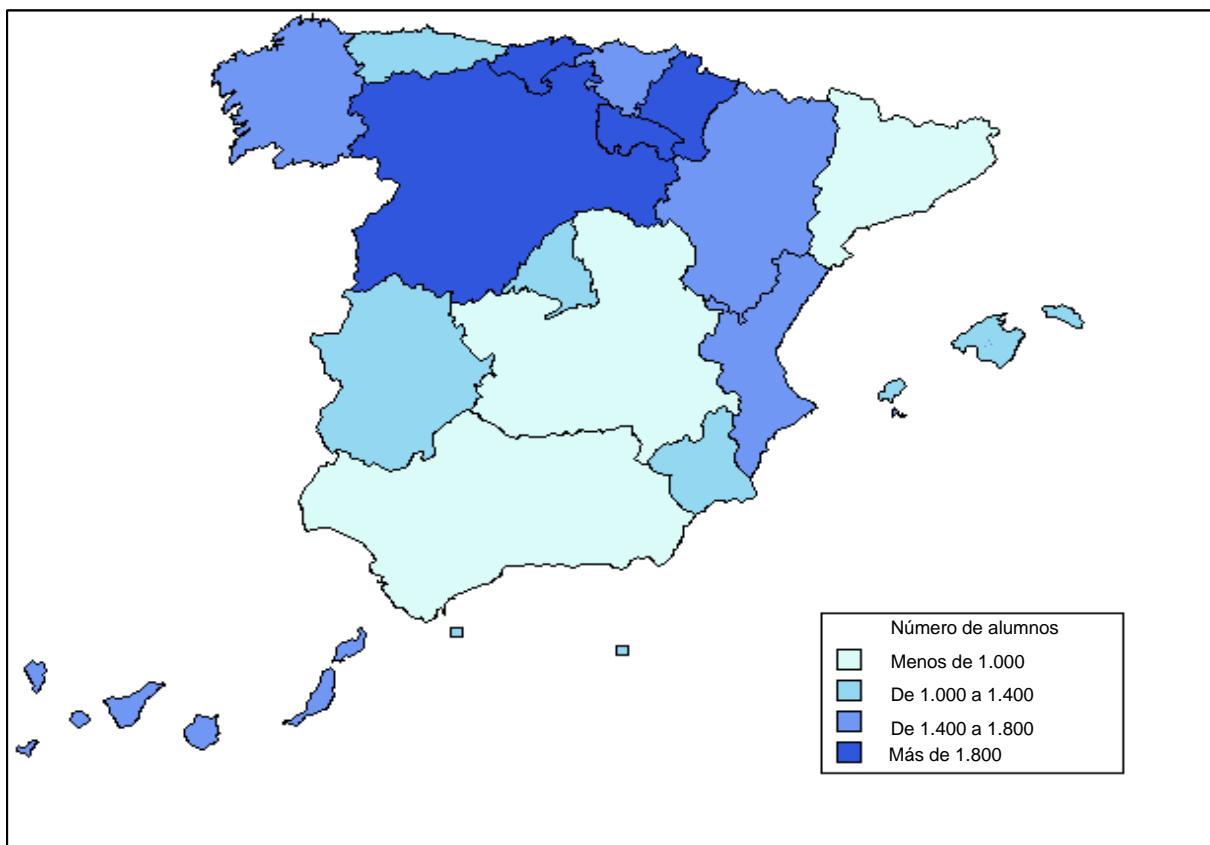 Número de alumnos
Menos de 1.000
De 1.000 a 1.400
De 1.400 a 1.800
Más de 1.800